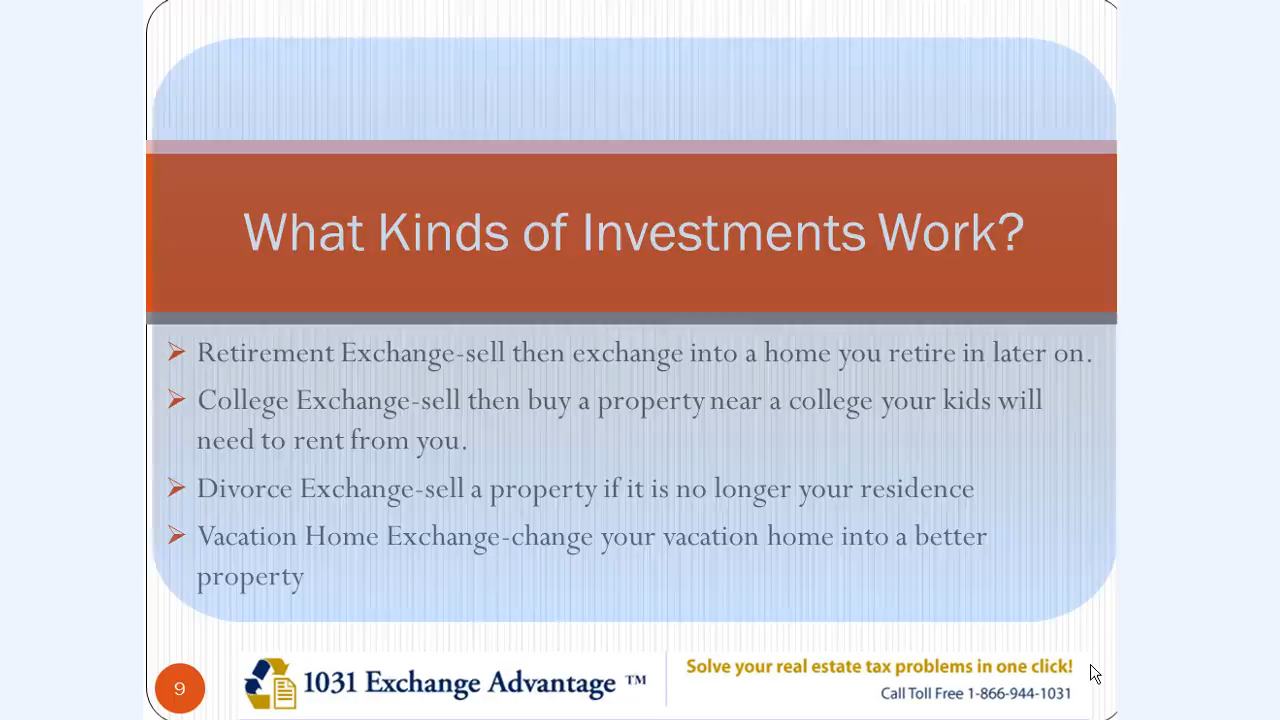 What Kinds of Investments Work?
Retirement Exchange-sell then exchange into a home you retire in later on.
College Exchange-sell then buy a property near a college your kids will
need to rent from you.
Divorce Exchange-sell a property if it is no longer your residence
Vacation Home Exchange-change your vacation home into a better
property
9
1031 Exchange Advantage ™
Solve your real estate tax problems in one click!
Call Toll Free 1-866-944-1031